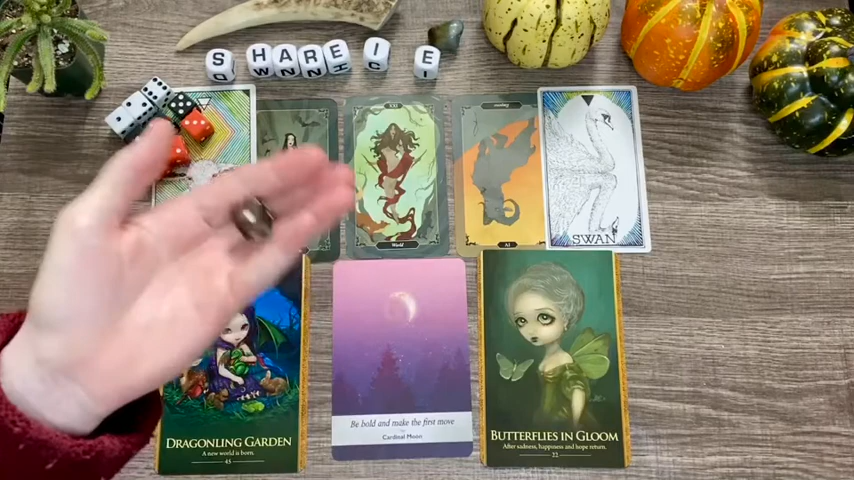 SHARE I E
XXI
World
SWAN
DRAGONLING GARDEN
A new world is born.
45
Be bold and make the first move
Cardinal Moon
BUTTERFLIES IN GLOOM
After sadness, happiness and hope return.
32